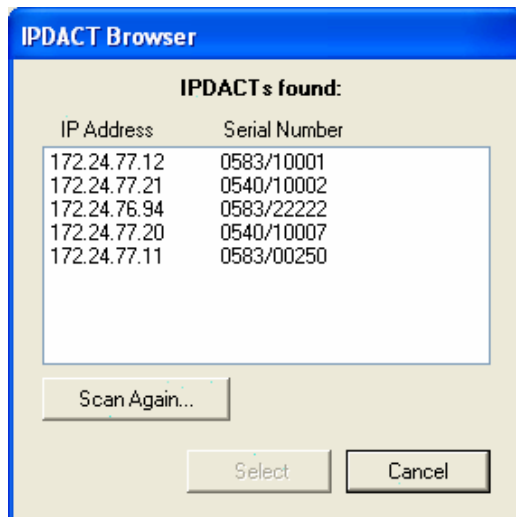 IPDACT Browser
IPDACTs found:
IP Address Serial Number
172.24.77.12 0583/10001
172.24.77.21 0540/10002
172.24.76.94 0583/22222
172.24.77.20 0540/10007
172.24.77.11 0583/00250
Scan Again...
Select Cancel